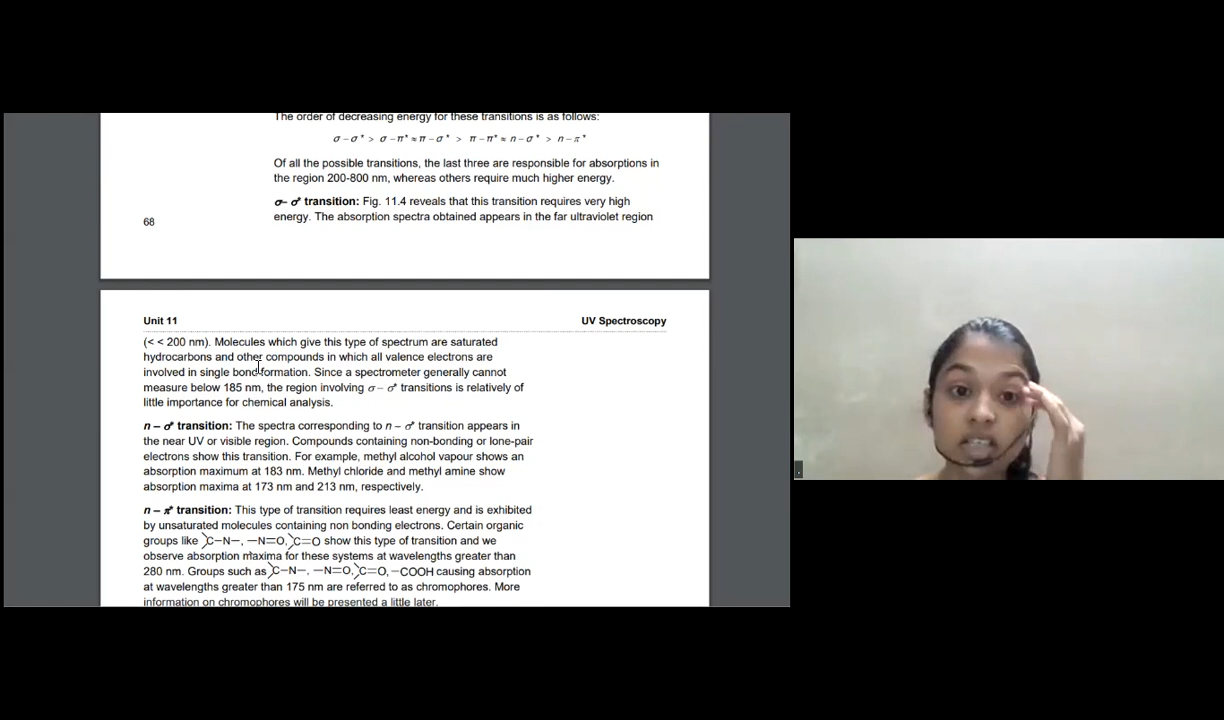 The order of decreasing energy for these transitions is as follows:
σ – σ* > σ – π* ≈ π – σ* > π – π* ≈ n – σ* > n – π*
Of all the possible transitions, the last three are responsible for absorptions in
the region 200-800 nm, whereas others require much higher energy.
σ– σ* transition: Fig. 11.4 reveals that this transition requires very high
energy. The absorption spectra obtained appears in the far ultraviolet region
68
Unit 11 UV Spectroscopy
(< < 200 nm). Molecules which give this type of spectrum are saturated
hydrocarbons and other compounds in which all valence electrons are
involved in single bond formation. Since a spectrometer generally cannot
measure below 185 nm, the region involving σ – σ* transitions is relatively of
little importance for chemical analysis.
n – σ* transition: The spectra corresponding to n – σ* transition appears in
the near UV or visible region. Compounds containing non-bonding or lone-pair
electrons show this transition. For example, methyl alcohol vapour shows an
absorption maximum at 183 nm. Methyl chloride and methyl amine show
absorption maxima at 173 nm and 213 nm, respectively.
n – π* transition: This type of transition requires least energy and is exhibited
by unsaturated molecules containing non bonding electrons. Certain organic
groups like >C–N–, –N=O, >C=O show this type of transition and we
observe absorption maxima for these systems at wavelengths greater than
280 nm. Groups such as >C–N–, –N=O, >C=O, –COOH causing absorption
at wavelengths greater than 175 nm are referred to as chromophores. More
information on chromophores will be presented a little later.